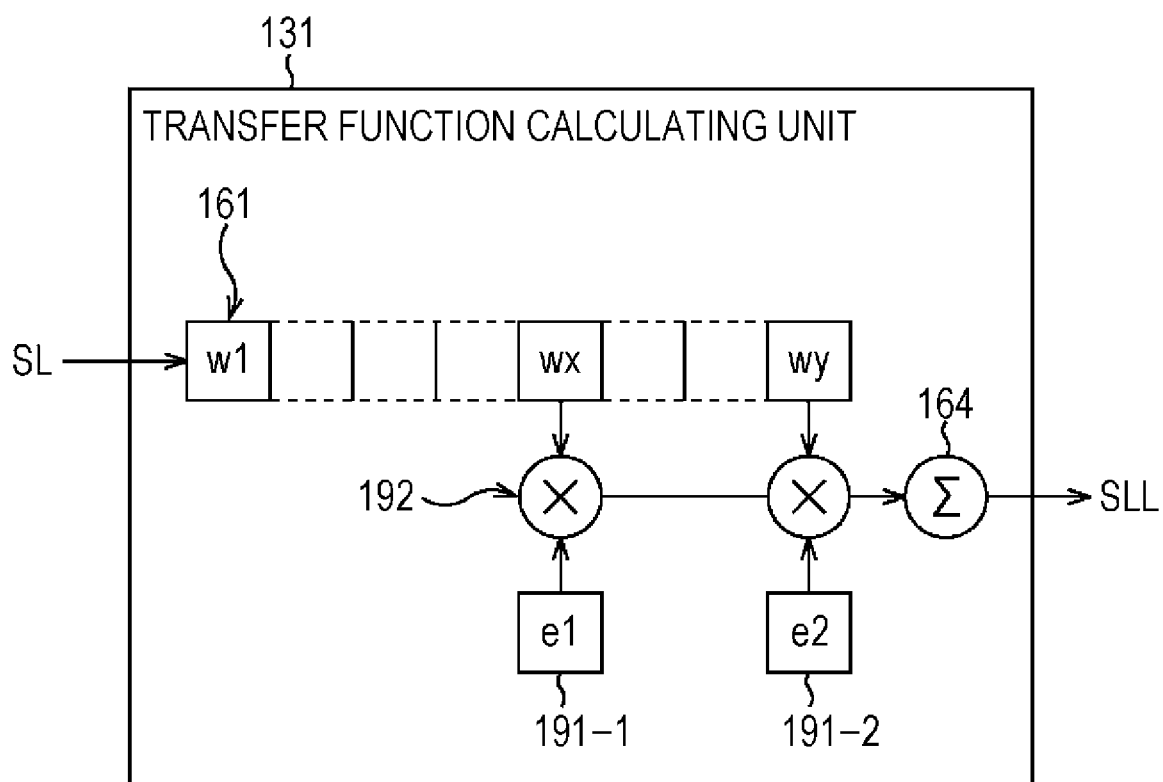 131
TRANSFER FUNCTION CALCULATING UNIT
161
SL
w1
wx
wy
164
192
×
×
Σ
SLL
e1
e2
191-1
191-2